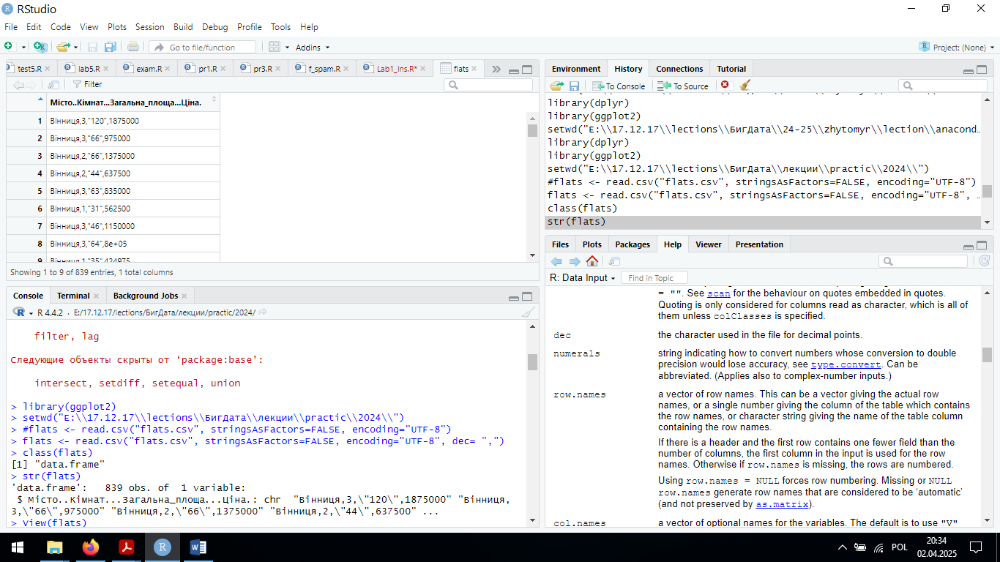 RStudio
File Edit Code View Plots Session Build Debug Profile Tools Help
Go to file/function Addins Project: (None)
test5.R lab5.R exam.R pr1.R pr3.R f_spam.R Lab1_Ins.R* flats
Filter
Місто..Кімнат...Загальна_площа...Ціна.
1 Вінниця,3,"120",1875000
2 Вінниця,3,"66",975000
3 Вінниця,2,"66",1375000
4 Вінниця,2,"44",637500
5 Вінниця,3,"63",835000
6 Вінниця,1,"31",562500
7 Вінниця,3,"46",1150000
8 Вінниця,3,"64",8e+05
9 Вінниця,1,"35",424975
Showing 1 to 9 of 839 entries, 1 total columns
Console Terminal Background Jobs
R 4.4.2 · E:/17.12.17/lections/БигДата/лекции/practic/2024/
filter, lag
Следующие объекты скрыты от ‘package:base’:
intersect, setdiff, setequal, union
> library(ggplot2)
> setwd("E:\\17.12.17\\lections\\БигДата\\лекции\\practic\\2024\\")
> #flats <- read.csv("flats.csv", stringsAsFactors=FALSE, encoding="UTF-8")
> flats <- read.csv("flats.csv", stringsAsFactors=FALSE, encoding="UTF-8", dec= ",")
> class(flats)
[1] "data.frame"
> str(flats)
'data.frame': 839 obs. of 1 variable:
$ Місто..Кімнат...Загальна_площа...Ціна.: chr "Вінниця,3,\"120\",1875000" "Вінниця,
3,\"66\",975000" "Вінниця,2,\"66\",1375000" "Вінниця,2,\"44\",637500" ...
> View(flats)
Environment History Connections Tutorial
To Console To Source
library(dplyr)
library(ggplot2)
setwd("E:\\17.12.17\\lections\\БигДата\\24-25\\zhytomyr\\lection\\anacond…
library(dplyr)
library(ggplot2)
setwd("E:\\17.12.17\\lections\\БигДата\\лекции\\practic\\2024\\")
#flats <- read.csv("flats.csv", stringsAsFactors=FALSE, encoding="UTF-8")
flats <- read.csv("flats.csv", stringsAsFactors=FALSE, encoding="UTF-8", …
class(flats)
str(flats)
Files Plots Packages Help Viewer Presentation
R: Data Input Find in Topic
= "". See scan for the behaviour on quotes embedded in quotes.
Quoting is only considered for columns read as character, which is all of
them unless colClasses is specified.
dec the character used in the file for decimal points.
numerals string indicating how to convert numbers whose conversion to double
precision would lose accuracy, see type.convert. Can be
abbreviated. (Applies also to complex-number inputs.)
row.names a vector of row names. This can be a vector giving the actual row
names, or a single number giving the column of the table which contains
the row names, or character string giving the name of the table column
containing the row names.
If there is a header and the first row contains one fewer field than the
number of columns, the first column in the input is used for the row
names. Otherwise if row.names is missing, the rows are numbered.
Using row.names = NULL forces row numbering. Missing or NULL
row.names generate row names that are considered to be ‘automatic’
(and not preserved by as.matrix).
col.names a vector of optional names for the variables. The default is to use "V"
POL
20:34
02.04.2025